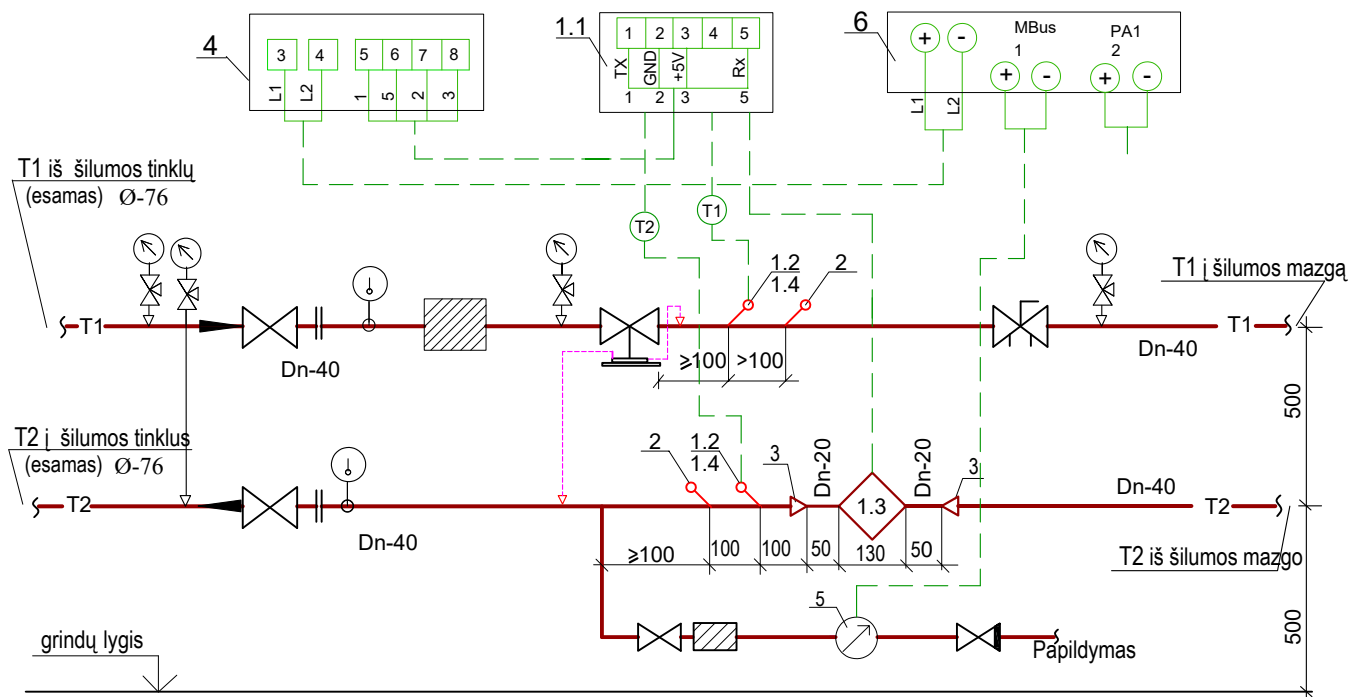 4
3 4 5 6 7 8
L1 L2 1 5 2 3
1.1
1 2 3 4 5
TX GND +5V Rx
1 2 3 5
6
+ - MBus PA1
1 2
+ - + -
L1 L2
T1 iš šilumos tinklų
(esamas) Ø-76
T2
T1
1.2
1.4
2
T1 į šilumos mazgą
T1
T1
Dn-40
≥100
>100
Dn-40
500
T2 į šilumos tinklus
(esamas) Ø-76
2
1.2
1.4
3
Dn-20
Dn-20
3
Dn-40
T2
1.3
T2
Dn-40
≥100
100
100
50
130
50
T2 iš šilumos mazgo
5
500
grindų lygis
Papildymas